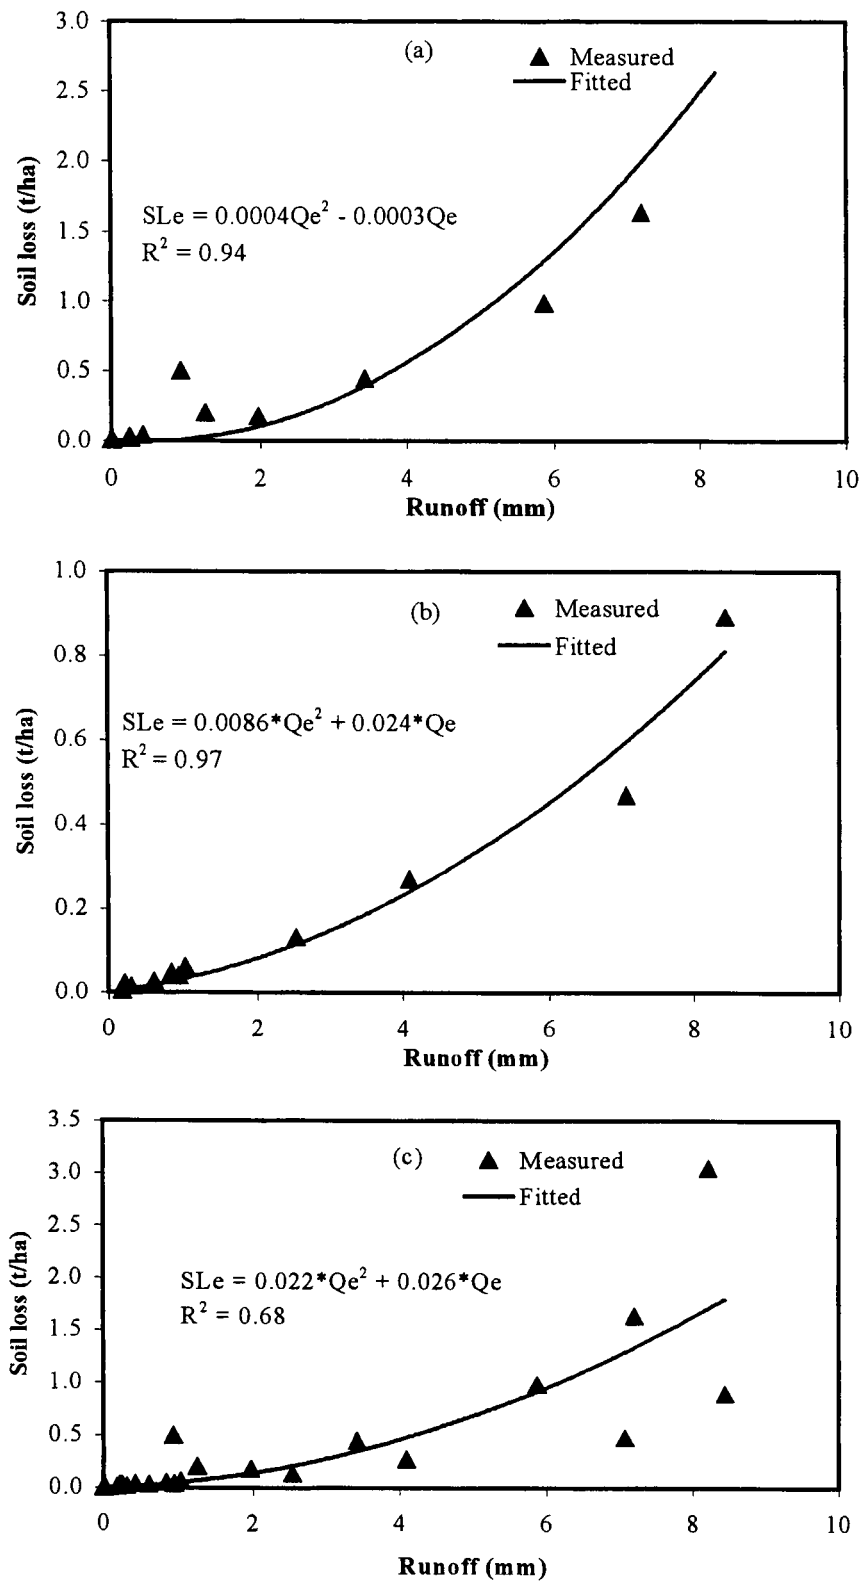 3.0
(a)
Measured
Fitted
2.5
2.0
SLe = 0.0004Qe² - 0.0003Qe
R² = 0.94
1.5
1.0
0.5
0.0
0 2 4 6 8 10
Runoff (mm)
Soil loss (t/ha)
1.0
(b)
Measured
Fitted
0.8
SLe = 0.0086*Qe² + 0.024*Qe
R² = 0.97
0.6
0.4
0.2
0.0
0 2 4 6 8 10
Runoff (mm)
Soil loss (t/ha)
3.5
(c)
Measured
Fitted
3.0
2.5
2.0
SLe = 0.022*Qe² + 0.026*Qe
R² = 0.68
1.5
1.0
0.5
0.0
0 2 4 6 8 10
Runoff (mm)
Soil loss (t/ha)